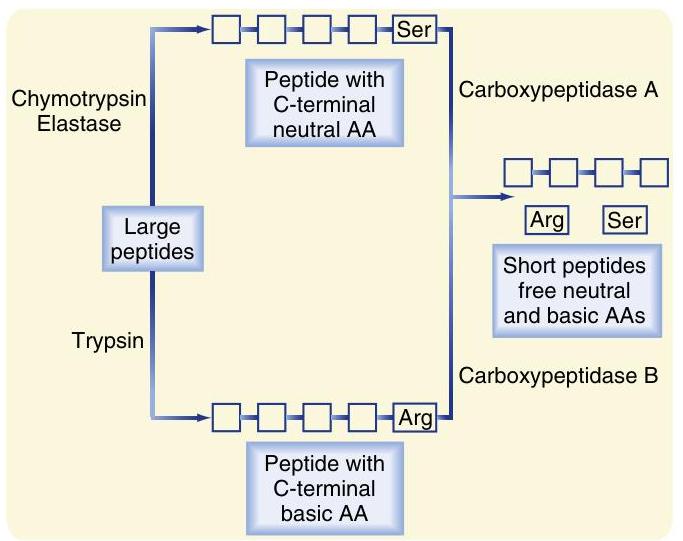 Ser
Peptide with
C-terminal
neutral AA
Chymotrypsin
Elastase
Carboxypeptidase A
Large
peptides
Arg
Ser
Short peptides
free neutral
and basic AAs
Trypsin
Carboxypeptidase B
Arg
Peptide with
C-terminal
basic AA